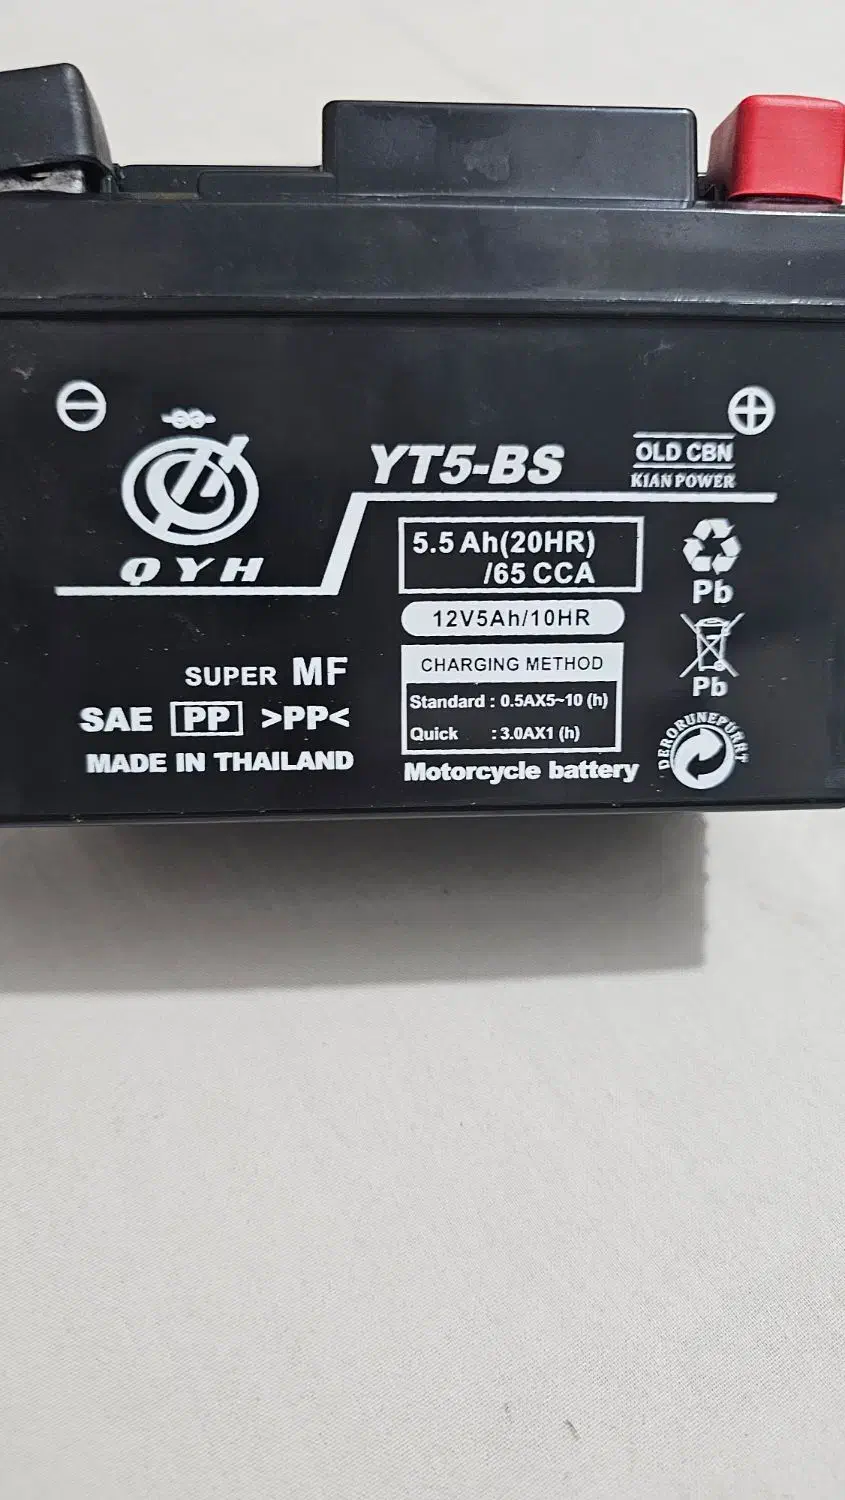 YT5-BS
OLD CBN
KIAN POWER
QYH
5.5 Ah(20HR)
/65 CCA
12V5Ah/10HR
CHARGING METHOD
Standard : 0.5AX5~10 (h)
Quick : 3.0AX1 (h)
Motorcycle battery
SUPER MF
SAE PP >PP<
MADE IN THAILAND
Pb
Pb
DERORUNEPÜRRT